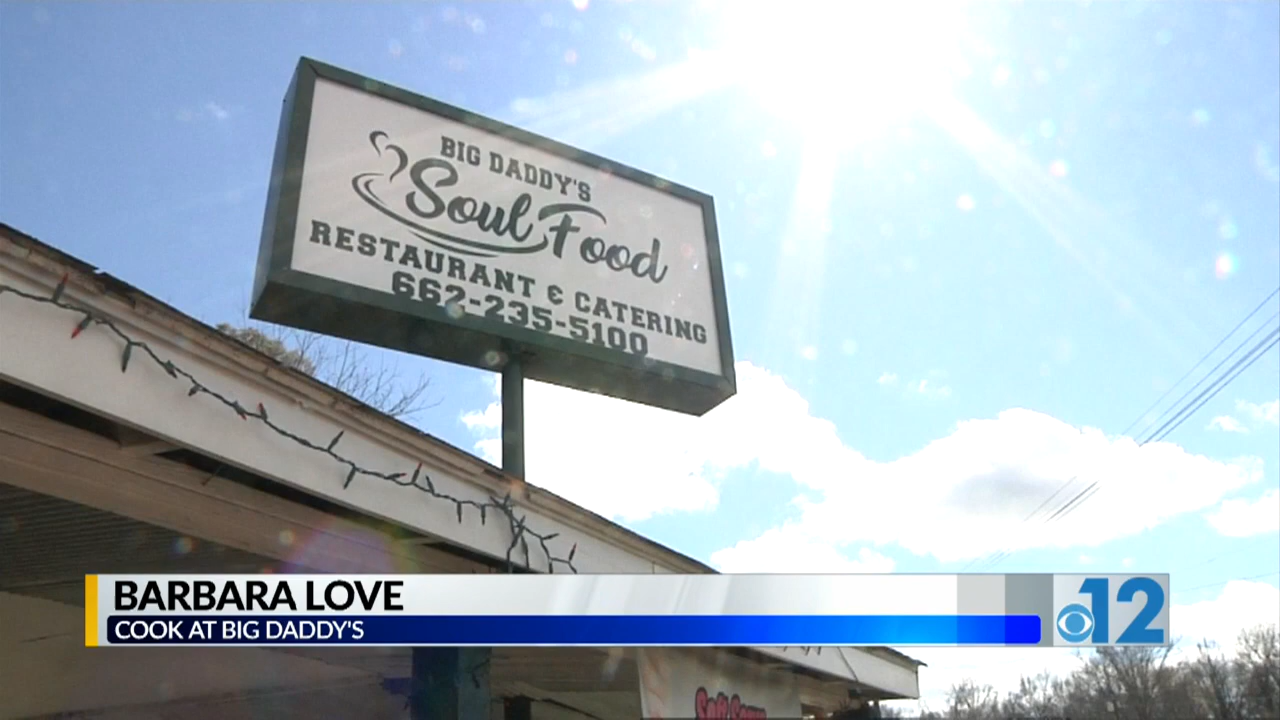 BIG DADDY'S
Soul Food
RESTAURANT & CATERING
662-235-5100
BARBARA LOVE
COOK AT BIG DADDY'S
12